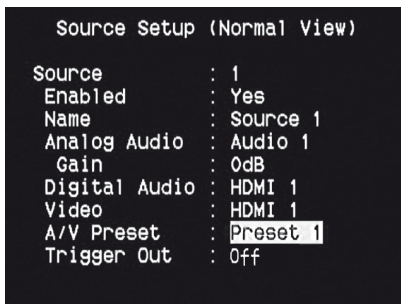 Source Setup (Normal View)
Source : 1
Enabled : Yes
Name : Source 1
Analog Audio : Audio 1
Gain : 0dB
Digital Audio : HDMI 1
Video : HDMI 1
A/V Preset : Preset 1
Trigger Out : Off